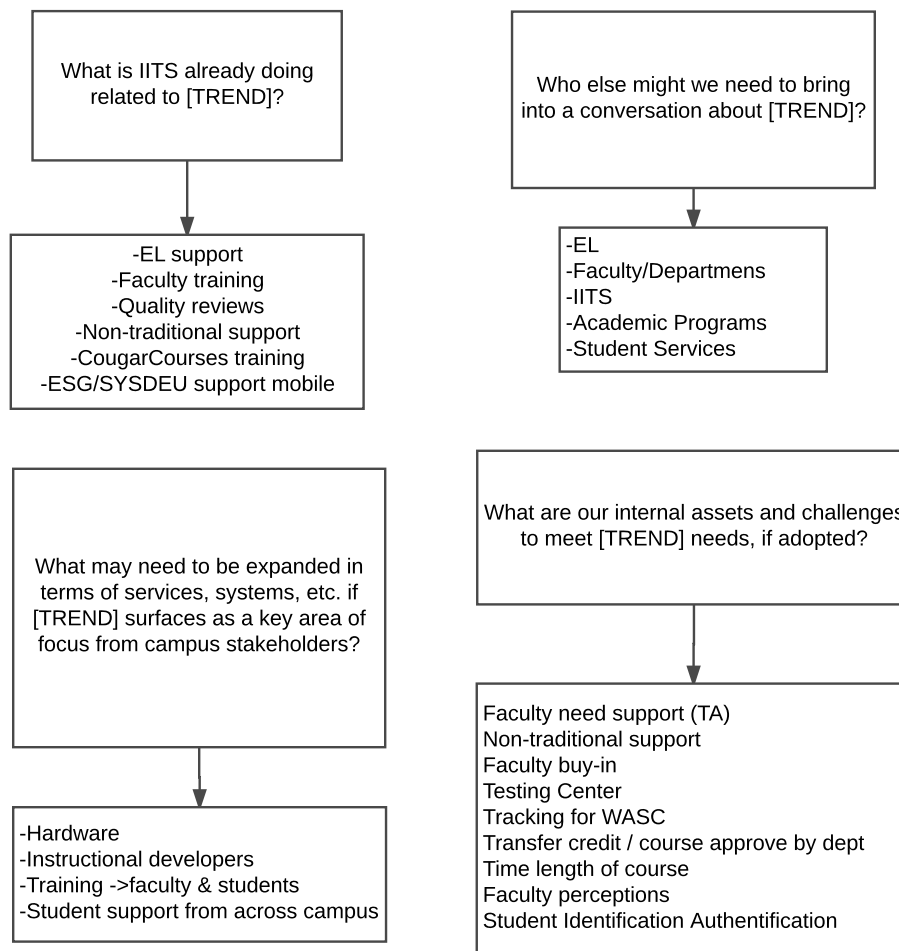 What is IITS already doing
related to [TREND]?
-EL support
-Faculty training
-Quality reviews
-Non-traditional support
-CougarCourses training
-ESG/SYSDEU support mobile
Who else might we need to bring
into a conversation about [TREND]?
-EL
-Faculty/Departmens
-IITS
-Academic Programs
-Student Services
What may need to be expanded in
terms of services, systems, etc. if
[TREND] surfaces as a key area of
focus from campus stakeholders?
-Hardware
-Instructional developers
-Training ->faculty & students
-Student support from across campus
What are our internal assets and challenges
to meet [TREND] needs, if adopted?
Faculty need support (TA)
Non-traditional support
Faculty buy-in
Testing Center
Tracking for WASC
Transfer credit / course approve by dept
Time length of course
Faculty perceptions
Student Identification Authentification